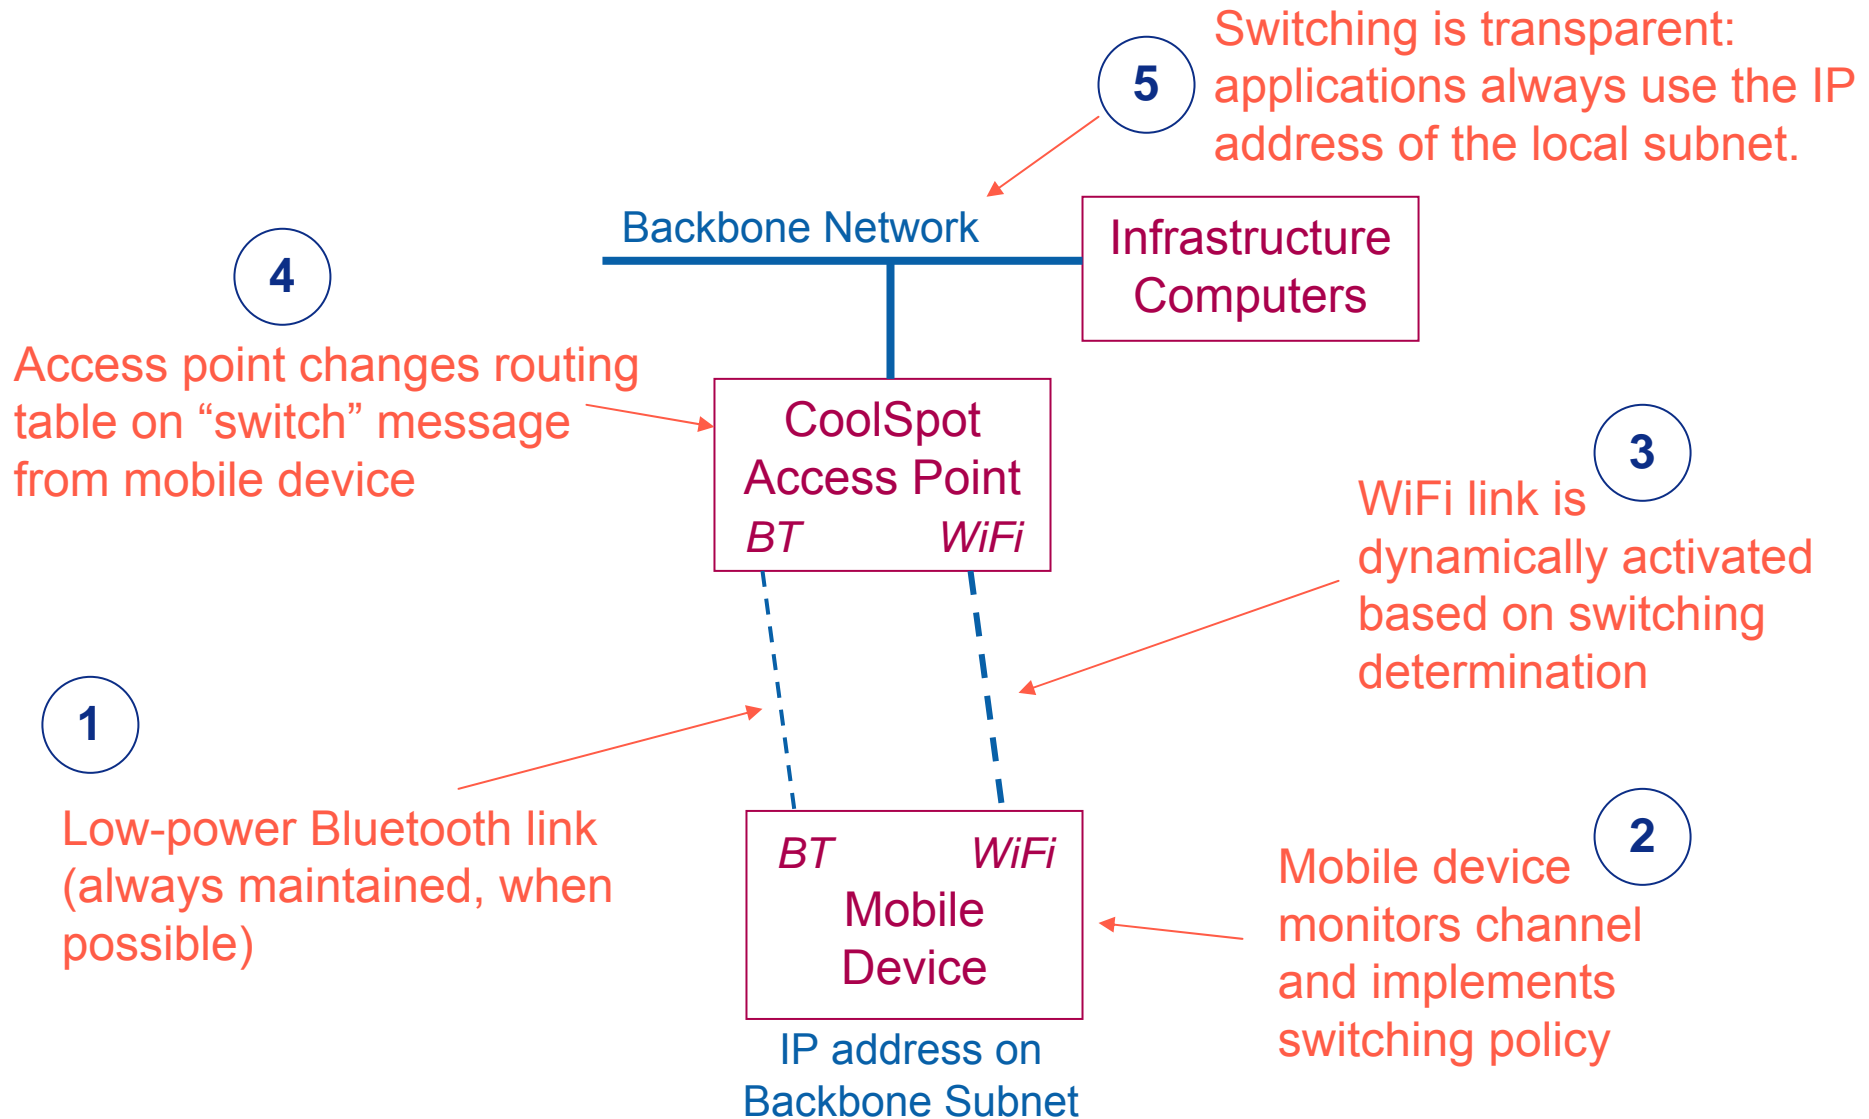 5
Switching is transparent:
applications always use the IP
address of the local subnet.
Backbone Network
Infrastructure
Computers
4
Access point changes routing
table on “switch” message
from mobile device
CoolSpot
Access Point
BT WiFi
3
WiFi link is
dynamically activated
based on switching
determination
1
Low-power Bluetooth link
(always maintained, when
possible)
BT WiFi
Mobile
Device
2
Mobile device
monitors channel
and implements
switching policy
IP address on
Backbone Subnet